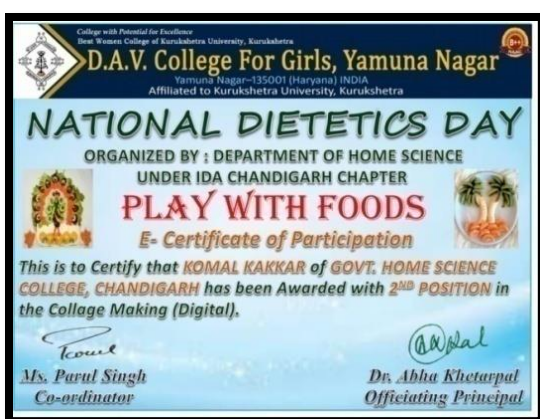 College with Potential for Excellence
Best Women College of Kurukshetra University, Kurukshetra
D.A.V. College For Girls, Yamuna Nagar
Yamuna Nagar-135001 (Haryana) INDIA
Affiliated to Kurukshetra University, Kurukshetra
B++
NATIONAL DIETETICS DAY
ORGANIZED BY : DEPARTMENT OF HOME SCIENCE
UNDER IDA CHANDIGARH CHAPTER
PLAY WITH FOODS
E- Certificate of Participation
This is to Certify that KOMAL KAKKAR of GOVT. HOME SCIENCE
COLLEGE, CHANDIGARH has been Awarded with 2ND POSITION in
the Collage Making (Digital).
Ms. Parul Singh
Co-ordinator
Dr. Abha Khetarpal
Officiating Principal